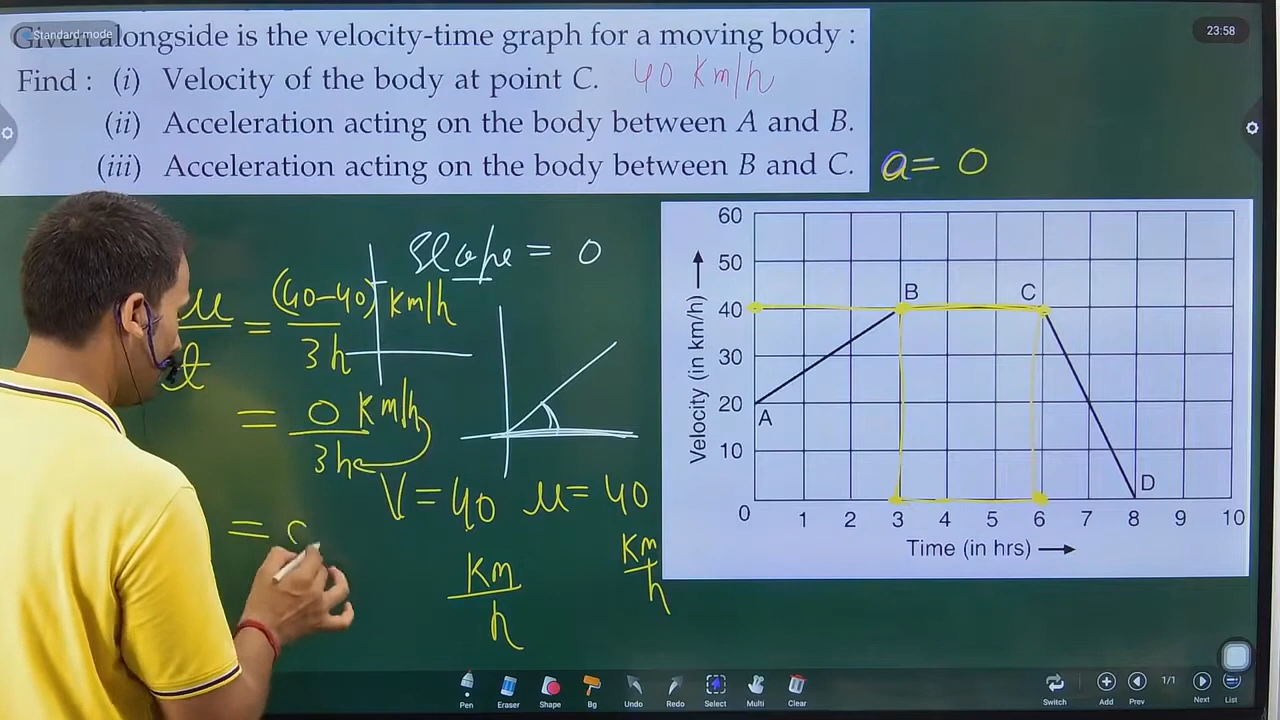 Standard mode
23:58
Given alongside is the velocity-time graph for a moving body :
Find : (i) Velocity of the body at point C. 40 Km/h
(ii) Acceleration acting on the body between A and B.
(iii) Acceleration acting on the body between B and C. a = 0
Slope = 0
u/t = (40-40) Km/h / 3h
= 0 Km/h / 3h
V = 40 Km/h u = 40 Km/h
=
60
50
40
30
20
10
0 1 2 3 4 5 6 7 8 9 10
A
B
C
D
Velocity (in km/h)
Time (in hrs)
Pen Eraser Shape Bg Undo Redo Select Multi Clear Switch Add Prev 1/1 Next List